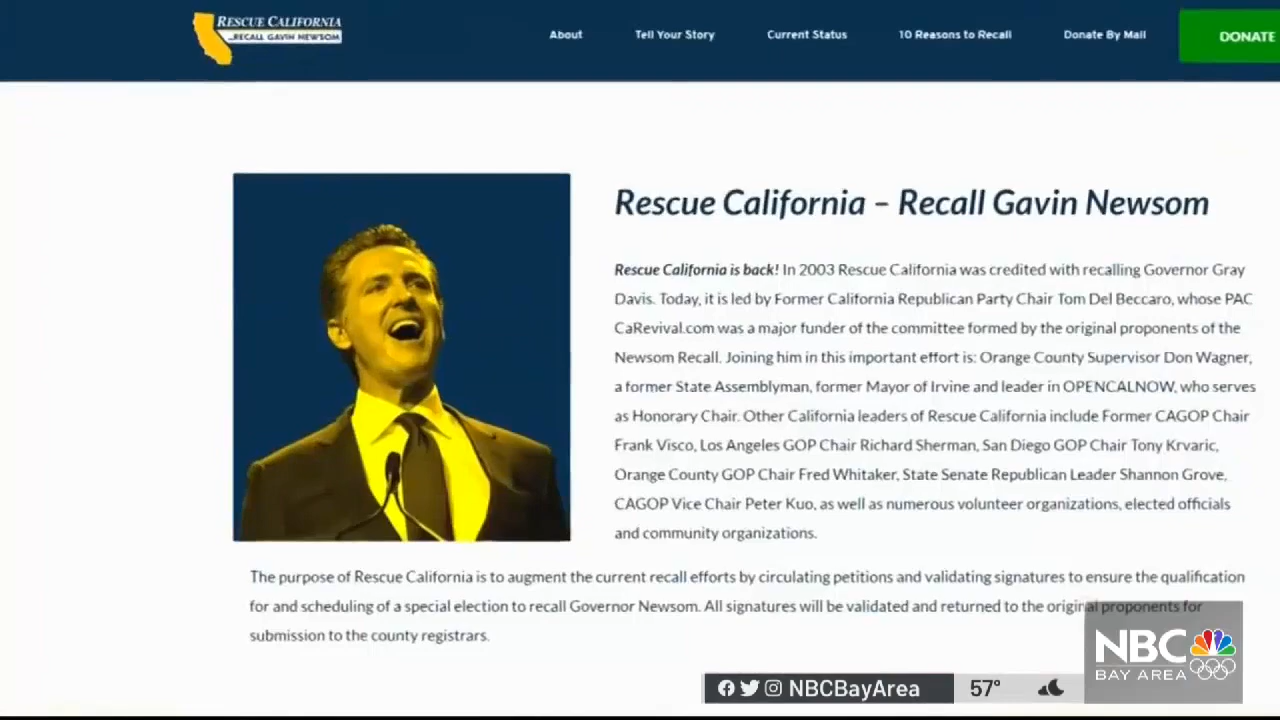 RESCUE CALIFORNIA
...RECALL GAVIN NEWSOM
About
Tell Your Story
Current Status
10 Reasons to Recall
Donate By Mail
DONATE
Rescue California – Recall Gavin Newsom
Rescue California is back! In 2003 Rescue California was credited with recalling Governor Gray
Davis. Today, it is led by Former California Republican Party Chair Tom Del Beccaro, whose PAC
CaRevival.com was a major funder of the committee formed by the original proponents of the
Newsom Recall. Joining him in this important effort is: Orange County Supervisor Don Wagner,
a former State Assemblyman, former Mayor of Irvine and leader in OPENCALNOW, who serves
as Honorary Chair. Other California leaders of Rescue California include Former CAGOP Chair
Frank Visco, Los Angeles GOP Chair Richard Sherman, San Diego GOP Chair Tony Krvaric,
Orange County GOP Chair Fred Whitaker, State Senate Republican Leader Shannon Grove,
CAGOP Vice Chair Peter Kuo, as well as numerous volunteer organizations, elected officials
and community organizations.
The purpose of Rescue California is to augment the current recall efforts by circulating petitions and validating signatures to ensure the qualification
for and scheduling of a special election to recall Governor Newsom. All signatures will be validated and returned to the original proponents for
submission to the county registrars.
NBC
BAY AREA
NBCBayArea
57°